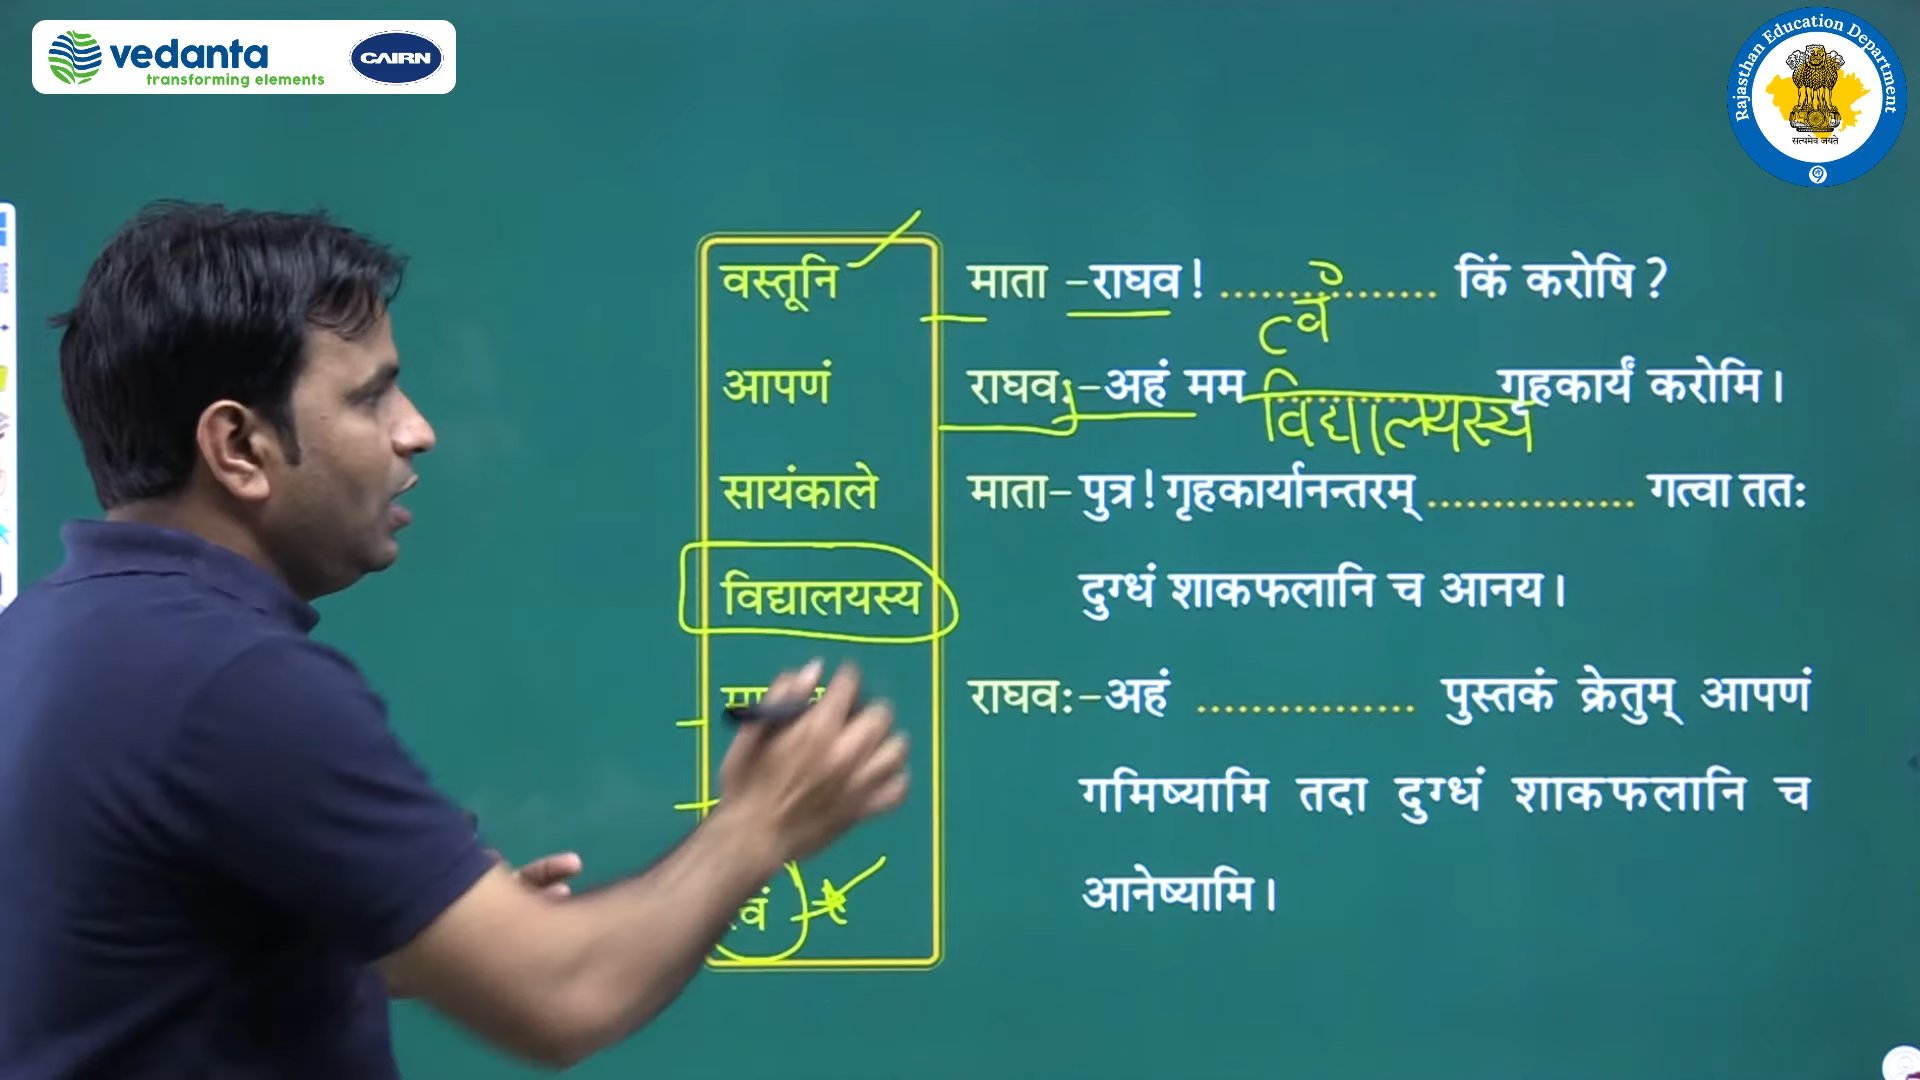 vedanta
transforming elements
CAIRN
Rajasthan Education Department
सत्यमेव जयते
वस्तूनि
आपणं
सायंकाले
विद्यालयस्य
माता –राघव! ................ किं करोषि ?
त्वं
राघवः–अहं मम ................ गृहकार्यं करोमि।
विद्यालयस्य
माता– पुत्र! गृहकार्यानन्तरम् ................ गत्वा ततः
दुग्धं शाकफलानि च आनय।
राघवः–अहं ................ पुस्तकं क्रेतुम् आपणं
गमिष्यामि तदा दुग्धं शाकफलानि च
आनेष्यामि।